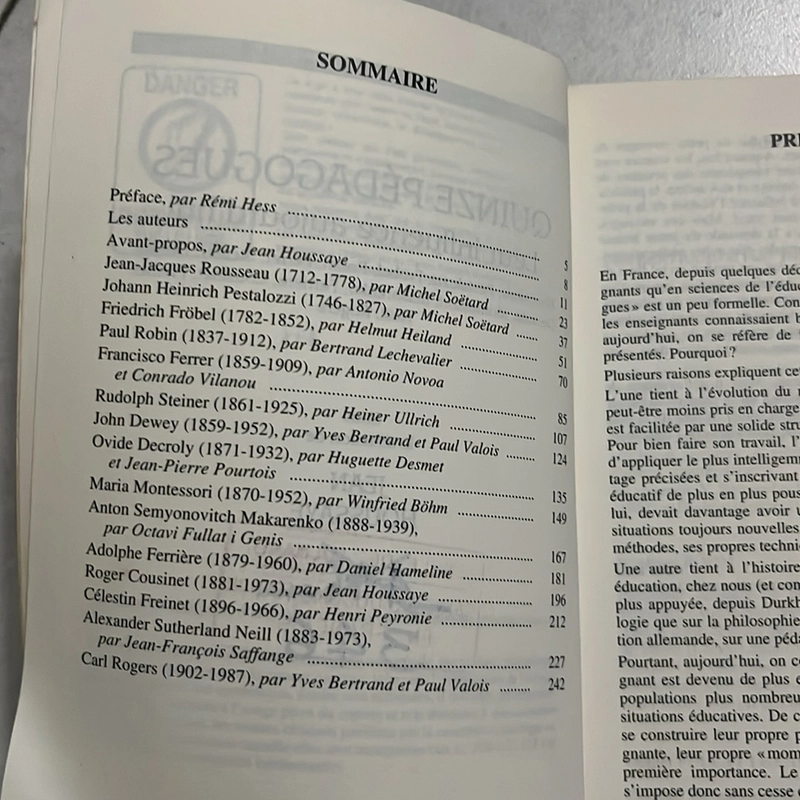 SOMMAIRE
Préface, par Rémi Hess ........ 5
Les auteurs ........ 8
Avant-propos, par Jean Houssaye ........ 11
Jean-Jacques Rousseau (1712-1778), par Michel Soëtard ........ 23
Johann Heinrich Pestalozzi (1746-1827), par Michel Soëtard ........ 37
Friedrich Fröbel (1782-1852), par Helmut Heiland ........ 51
Paul Robin (1837-1912), par Bertrand Lechevalier ........ 70
Francisco Ferrer (1859-1909), par Antonio Novoa
et Conrado Vilanou ........ 85
Rudolph Steiner (1861-1925), par Heiner Ullrich ........ 107
John Dewey (1859-1952), par Yves Bertrand et Paul Valois ........ 124
Ovide Decroly (1871-1932), par Huguette Desmet
et Jean-Pierre Pourtois ........ 135
Maria Montessori (1870-1952), par Winfried Böhm ........ 149
Anton Semyonovitch Makarenko (1888-1939),
par Octavi Fullat i Genis ........ 167
Adolphe Ferrière (1879-1960), par Daniel Hameline ........ 181
Roger Cousinet (1881-1973), par Jean Houssaye ........ 196
Célestin Freinet (1896-1966), par Henri Peyronie ........ 212
Alexander Sutherland Neill (1883-1973),
par Jean-François Saffange ........ 227
Carl Rogers (1902-1987), par Yves Bertrand et Paul Valois ........ 242
PRE
En France, depuis quelques déc
gnants qu'en sciences de l'édu
gues » est un peu formelle. Con
les enseignants connaissaient b
aujourd'hui, on se réfère de
présentés. Pourquoi ?
Plusieurs raisons expliquent ce
L'une tient à l'évolution du
peut-être moins pris en charge
est facilitée par une solide stru
Pour bien faire son travail, l'
d'appliquer le plus intelligem
tage précisées et s'inscrivant
éducatif de plus en plus pous
lui, devait davantage avoir
situations toujours nouvelles
méthodes, ses propres techni
Une autre tient à l'histoire
éducation, chez nous (et con
plus appuyée, depuis Durkh
logie que sur la philosophie
tion allemande, sur une péda
Pourtant, aujourd'hui, on c
gnant est devenu de plus e
populations plus nombreu
situations éducatives. De c
se construire leur propre p
gnante, leur propre « mom
première importance. Le
s'impose donc sans cesse